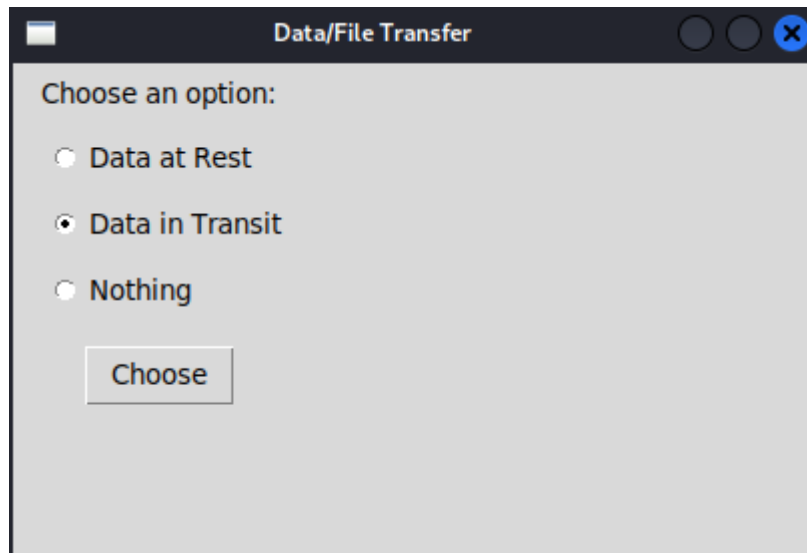 Data/File Transfer
Choose an option:
Data at Rest
Data in Transit
Nothing
Choose